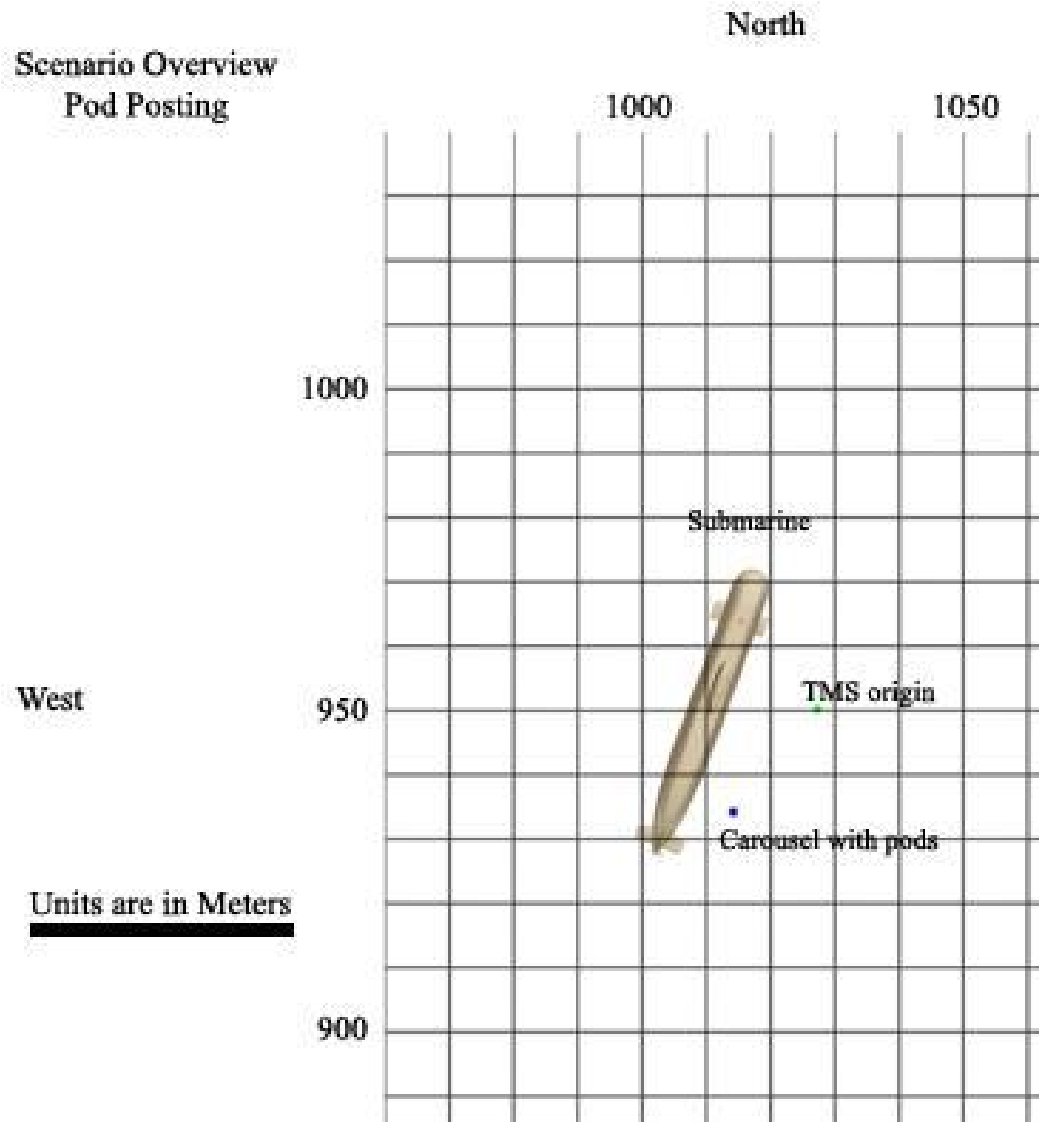 North
Scenario Overview
Pod Posting
1000 1050
1000
Submarine
TMS origin
West
950
Carousel with pods
Units are in Meters
900